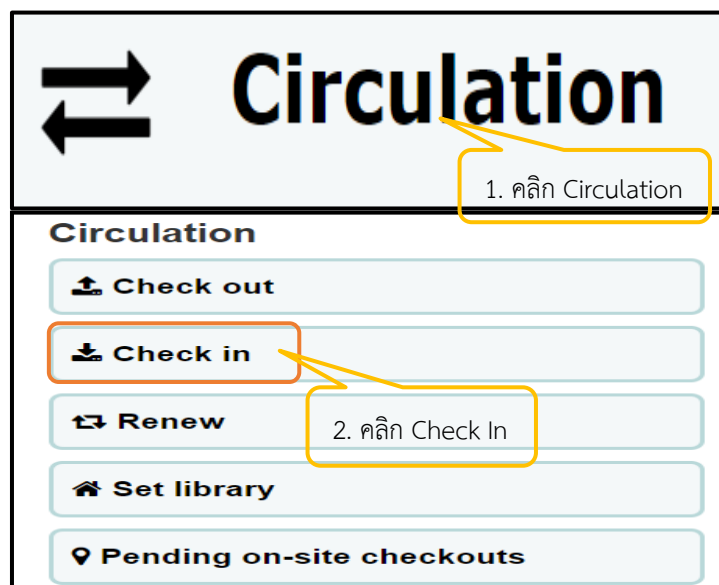 Circulation
1. คลิก Circulation
Circulation
Check out
Check in
Renew
2. คลิก Check In
Set library
Pending on-site checkouts